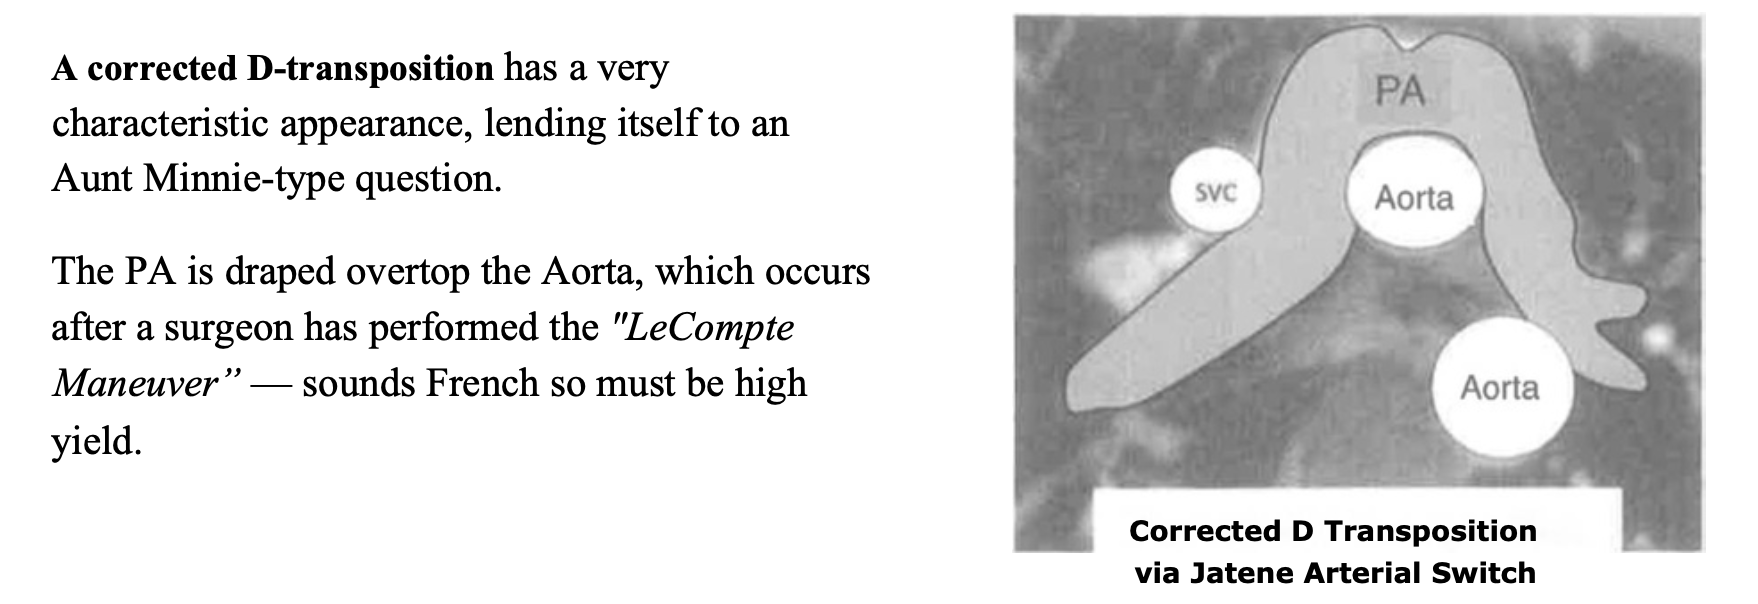 A corrected D-transposition has a very
characteristic appearance, lending itself to an
Aunt Minnie-type question.
The PA is draped overtop the Aorta, which occurs
after a surgeon has performed the "LeCompte
Maneuver” — sounds French so must be high
yield.
PA
SVC
Aorta
Aorta
Corrected D Transposition
via Jatene Arterial Switch